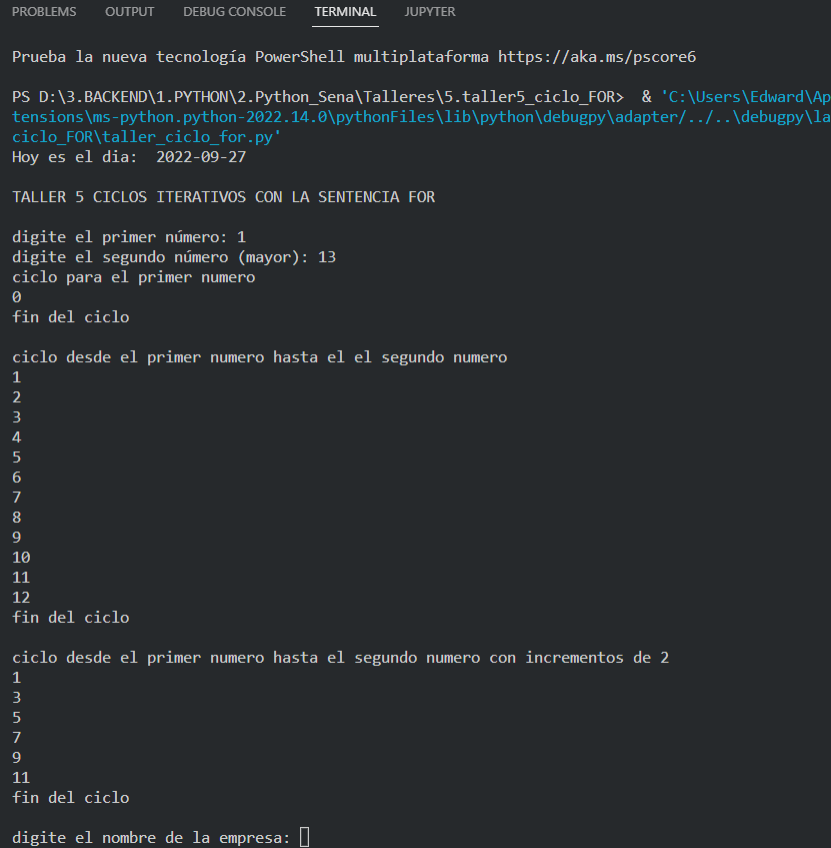 PROBLEMS OUTPUT DEBUG CONSOLE TERMINAL JUPYTER
Prueba la nueva tecnología PowerShell multiplataforma https://aka.ms/pscore6
PS D:\3.BACKEND\1.PYTHON\2.Python_Sena\Talleres\5.taller5_ciclo_FOR>  & 'C:\Users\Edward\Ap
tensions\ms-python.python-2022.14.0\pythonFiles\lib\python\debugpy\adapter/../..\debugpy\la
ciclo_FOR\taller_ciclo_for.py'
Hoy es el dia:  2022-09-27
TALLER 5 CICLOS ITERATIVOS CON LA SENTENCIA FOR
digite el primer número: 1
digite el segundo número (mayor): 13
ciclo para el primer numero
0
fin del ciclo
ciclo desde el primer numero hasta el el segundo numero
1
2
3
4
5
6
7
8
9
10
11
12
fin del ciclo
ciclo desde el primer numero hasta el segundo numero con incrementos de 2
1
3
5
7
9
11
fin del ciclo
digite el nombre de la empresa: